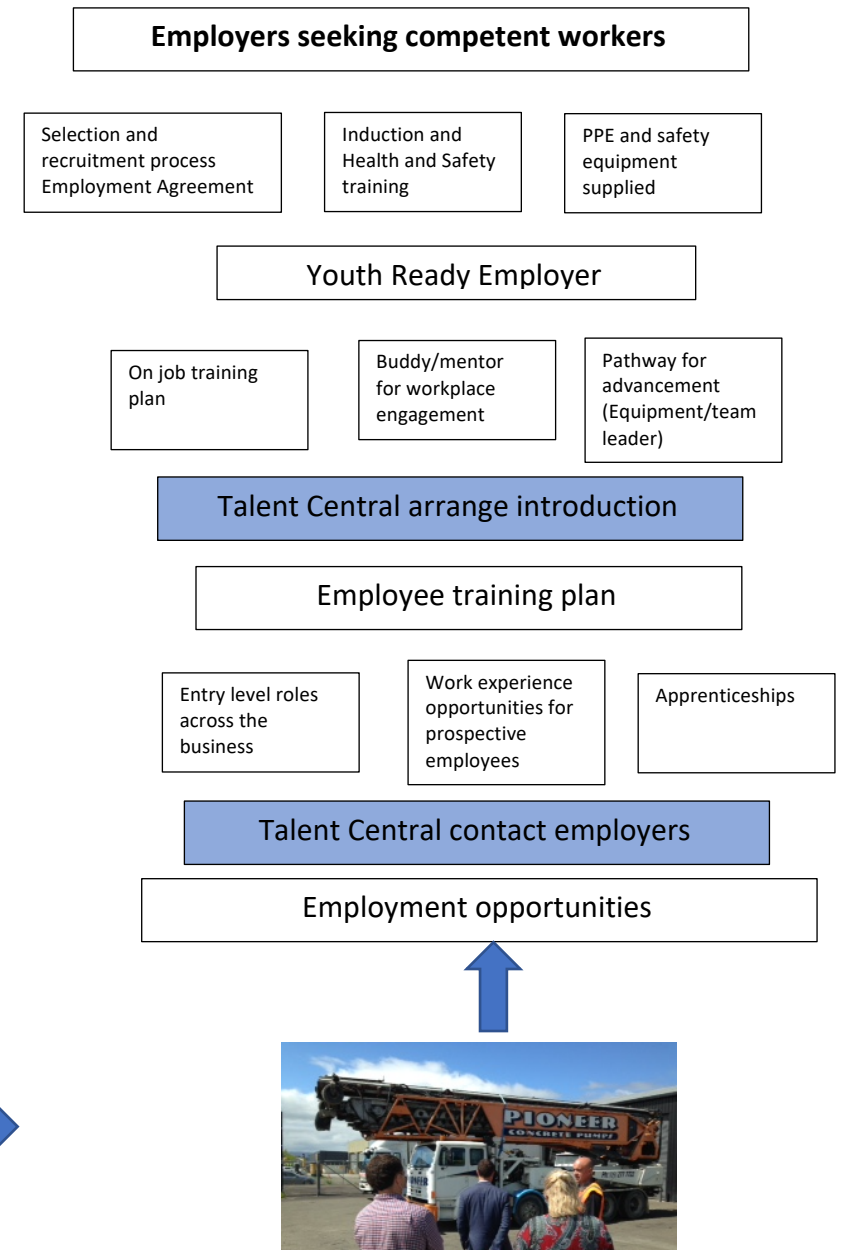 Employers seeking competent workers
Selection and
recruitment process
Employment Agreement
Induction and
Health and Safety
training
PPE and safety
equipment
supplied
Youth Ready Employer
On job training
plan
Buddy/mentor
for workplace
engagement
Pathway for
advancement
(Equipment/team
leader)
Talent Central arrange introduction
Employee training plan
Entry level roles
across the
business
Work experience
opportunities for
prospective
employees
Apprenticeships
Talent Central contact employers
Employment opportunities
PIONEER
CONCRETE PUMPS